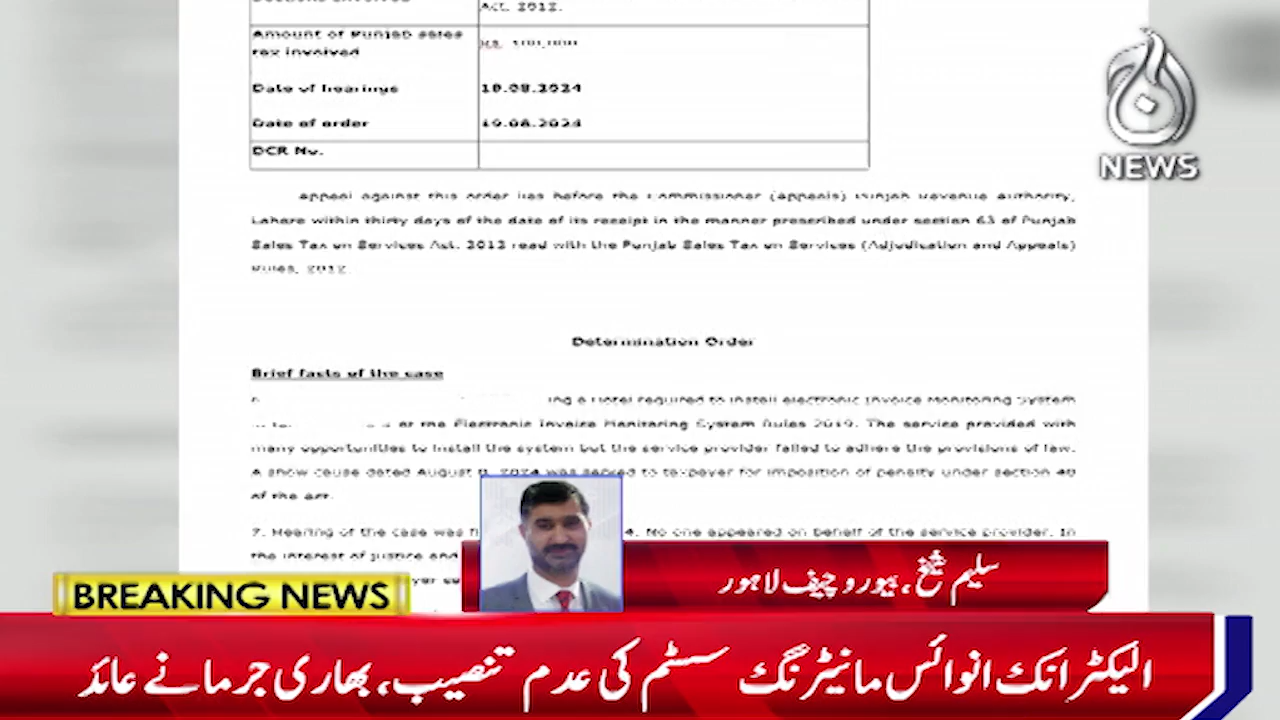 Act, 2012.
Amount of Punjab sales
tax involved
Rs.
Date of hearings
19.08.2024
Date of order
19.08.2024
DCR No.
appeal against this order lies before the Commissioner (Appeals) Punjab Revenue Authority,
Lahore within thirty days of the date of its receipt in the manner prescribed under section 63 of Punjab
Sales Tax on Services Act. 2012 read with the Punjab Sales Tax on Services (Adjudication and Appeals)
Rules, 2012.
Determination Order
Brief facts of the case
ing a Hotel required to install electronic Invoice Monitoring System
the Electronic Invoice Monitoring System Rules 2019. The service provided with
many opportunities to install the system but the service provider failed to adhere the provisions of law.
A show cause dated August 2024 was served to taxpayer for imposition of penalty under section 48
of the act.
Hearing of the case was 4. No one appeared on behalf of the service provider. In
the interest of justice and
NEWS
سلیم شیخ، بیورو چیف لاہور
BREAKING NEWS
الیکٹرانک انوائس مانیٹرنگ سسٹم کی عدم تنصیب، بھاری جرمانے عائد